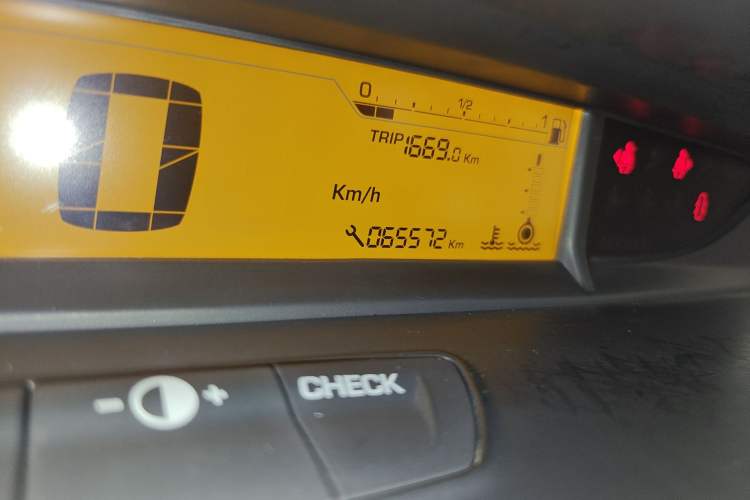 0 1/2 1
TRIP 1669.0 Km
Km/h
065572 Km
- +
CHECK